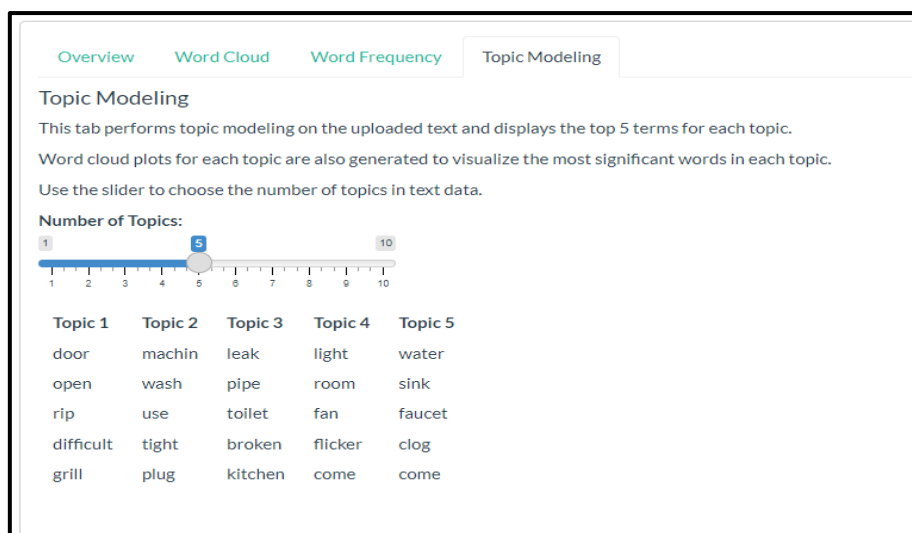 Overview Word Cloud Word Frequency Topic Modeling
Topic Modeling
This tab performs topic modeling on the uploaded text and displays the top 5 terms for each topic.
Word cloud plots for each topic are also generated to visualize the most significant words in each topic.
Use the slider to choose the number of topics in text data.
Number of Topics:
1 5 10
1 2 3 4 5 6 7 8 9 10
Topic 1 Topic 2 Topic 3 Topic 4 Topic 5
door machin leak light water
open wash pipe room sink
rip use toilet fan faucet
difficult tight broken flicker clog
grill plug kitchen come come